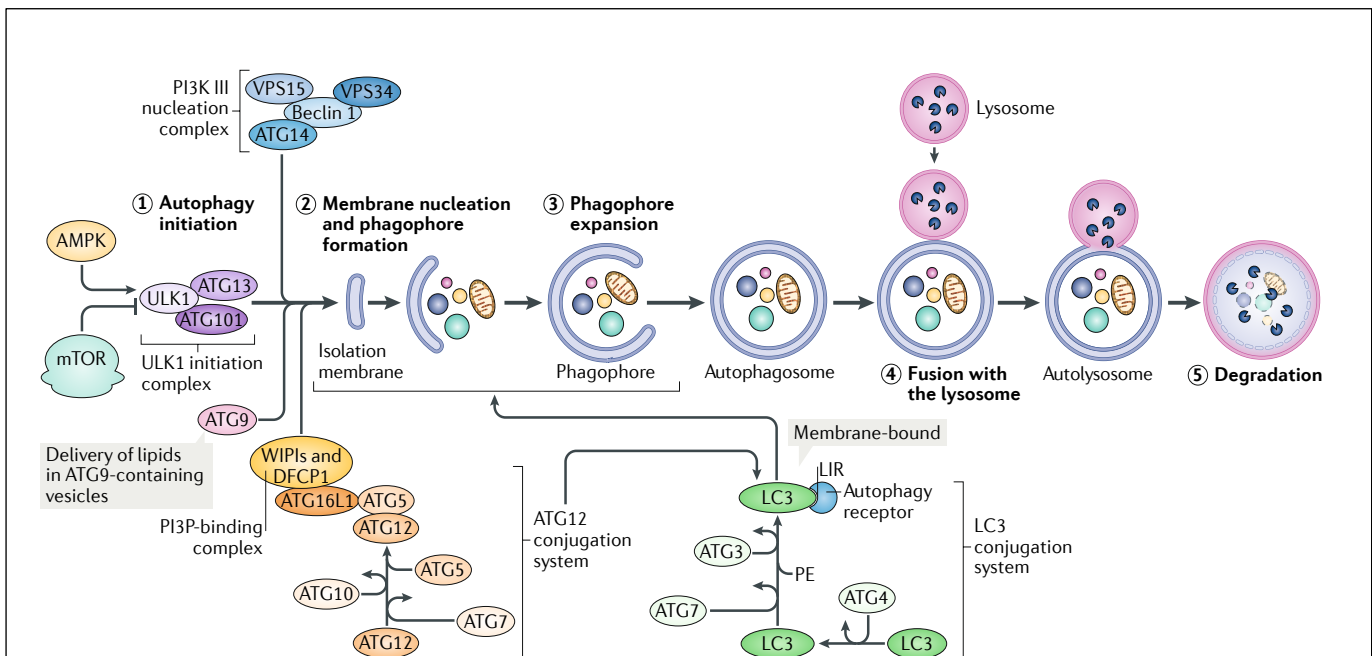 PI3K III
nucleation
complex
VPS15
VPS34
Beclin 1
ATG14
Lysosome
① Autophagy
initiation
② Membrane nucleation
and phagophore
formation
③ Phagophore
expansion
AMPK
ULK1
ATG13
ATG101
mTOR
ULK1 initiation
complex
Isolation
membrane
Phagophore
Autophagosome
④ Fusion with
the lysosome
Autolysosome
⑤ Degradation
ATG9
Delivery of lipids
in ATG9-containing
vesicles
WIPIs and
DFCP1
ATG16L1
ATG5
ATG12
PI3P-binding
complex
ATG5
ATG10
ATG7
ATG12
ATG12
conjugation
system
Membrane-bound
LIR
LC3
Autophagy
receptor
ATG3
PE
ATG7
ATG4
LC3
LC3
LC3
conjugation
system